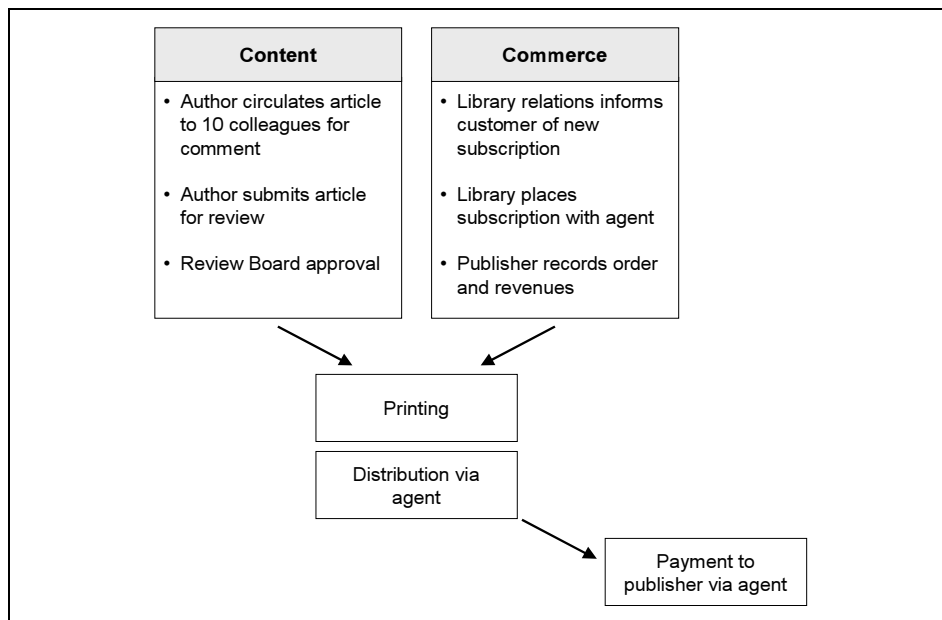 Content
• Author circulates article
to 10 colleagues for
comment
• Author submits article
for review
• Review Board approval
Commerce
• Library relations informs
customer of new
subscription
• Library places
subscription with agent
• Publisher records order
and revenues
Printing
Distribution via
agent
Payment to
publisher via agent